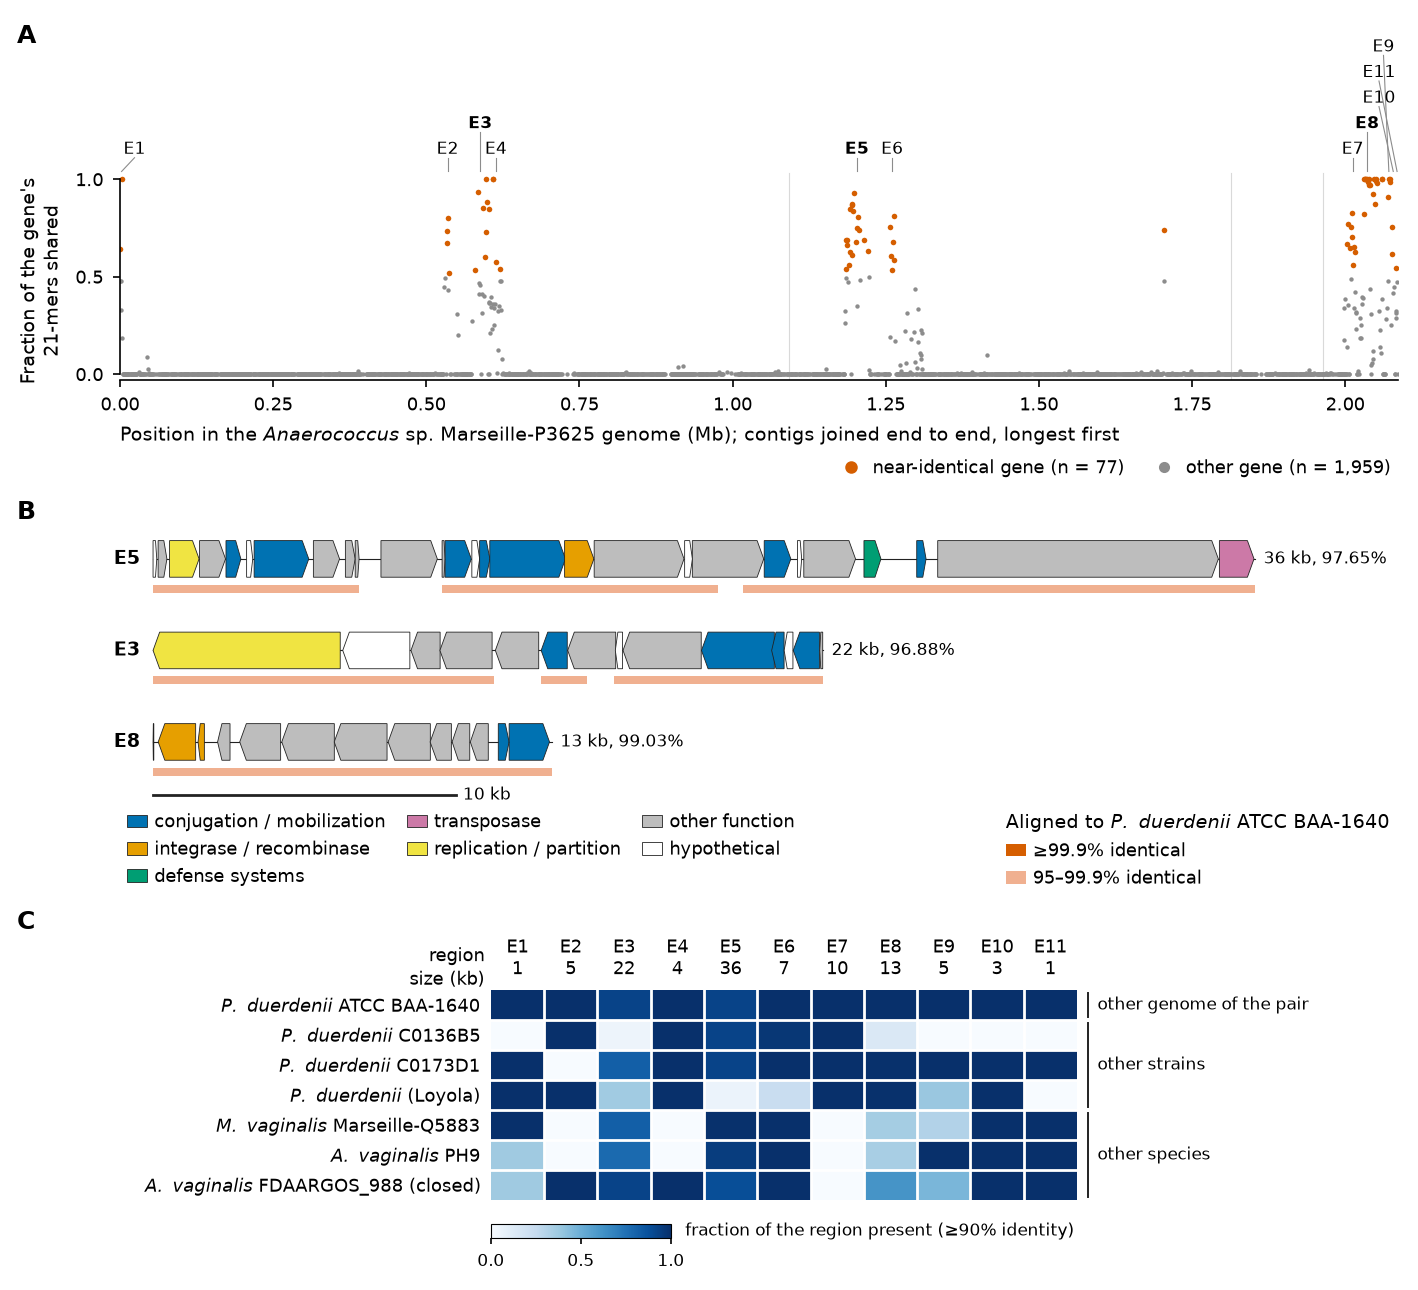 A
E9
E11
E10
E3
E8
E1
E2
E4
E5
E6
E7
Fraction of the gene's
21-mers shared
1.0
0.5
0.0
0.00
0.25
0.50
0.75
1.00
1.25
1.50
1.75
2.00
Position in the Anaerococcus sp. Marseille-P3625 genome (Mb); contigs joined end to end, longest first
near-identical gene (n = 77)
other gene (n = 1,959)
B
E5
36 kb, 97.65%
E3
22 kb, 96.88%
E8
13 kb, 99.03%
10 kb
conjugation / mobilization
transposase
other function
integrase / recombinase
replication / partition
hypothetical
defense systems
Aligned to P. duerdenii ATCC BAA-1640
≥99.9% identical
95–99.9% identical
C
region
size (kb)
E1 E2 E3 E4 E5 E6 E7 E8 E9 E10 E11
1 5 22 4 36 7 10 13 5 3 1
P. duerdenii ATCC BAA-1640
other genome of the pair
P. duerdenii C0136B5
P. duerdenii C0173D1
other strains
P. duerdenii (Loyola)
M. vaginalis Marseille-Q5883
A. vaginalis PH9
other species
A. vaginalis FDAARGOS_988 (closed)
fraction of the region present (≥90% identity)
0.0
0.5
1.0